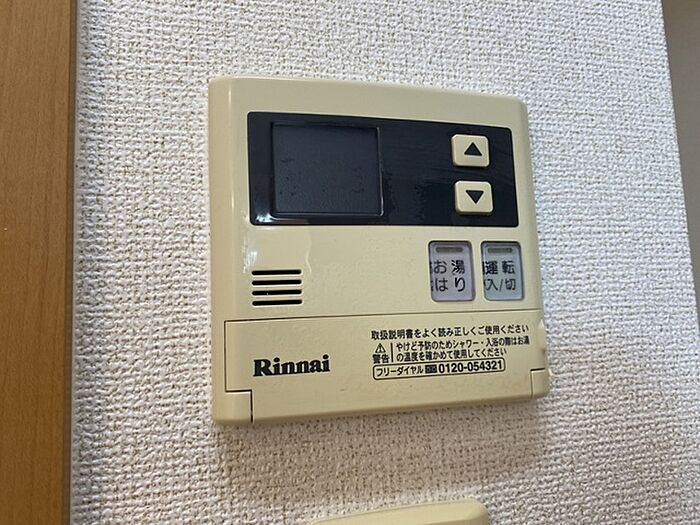 お湯
はり
運転
入/切
取扱説明書をよく読み正しくご使用ください
警告
やけど予防のためシャワー・入浴の際はお湯
の温度を確かめて使用してください
Rinnai
フリーダイヤル 0120-054321